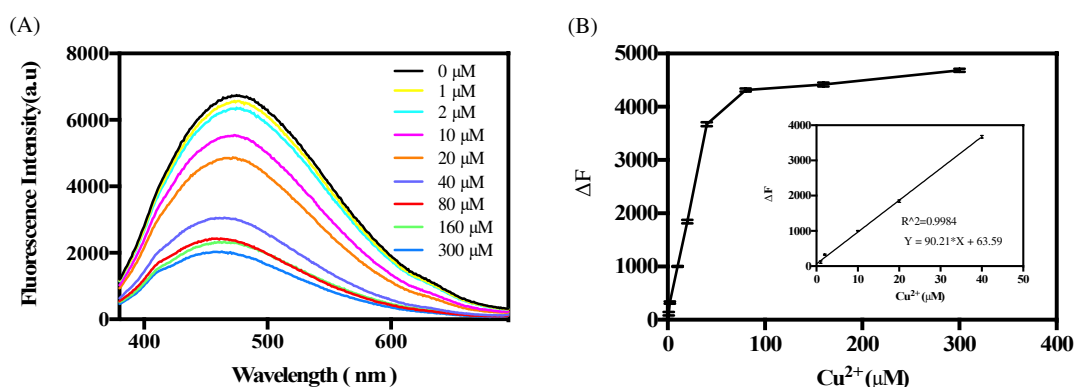 (A)
Fluorescence Intensity(a.u)
8000
6000
4000
2000
0
400
500
600
Wavelength ( nm )
0 μM
1 μM
2 μM
10 μM
20 μM
40 μM
80 μM
160 μM
300 μM
(B)
ΔF
5000
4000
3000
2000
1000
0
0
100
200
300
400
Cu²⁺(μM)
ΔF
4000
3000
2000
1000
0
0
10
20
30
40
50
Cu²⁺(μM)
R^2=0.9984
Y = 90.21*X + 63.59